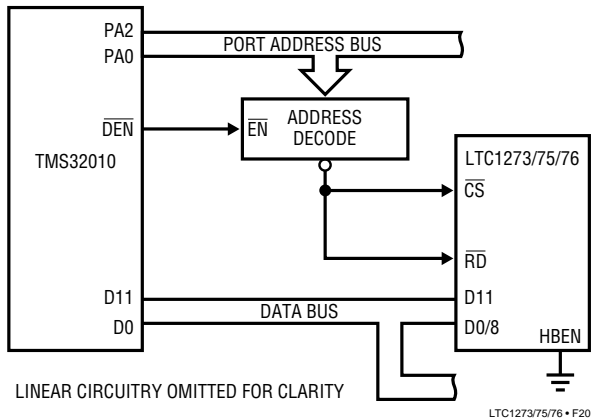 PA2
PORT ADDRESS BUS
PA0
DEN
EN
ADDRESS
DECODE
TMS32010
LTC1273/75/76
CS
RD
D11
D11
DATA BUS
D0
D0/8
HBEN
LINEAR CIRCUITRY OMITTED FOR CLARITY
LTC1273/75/76 • F20